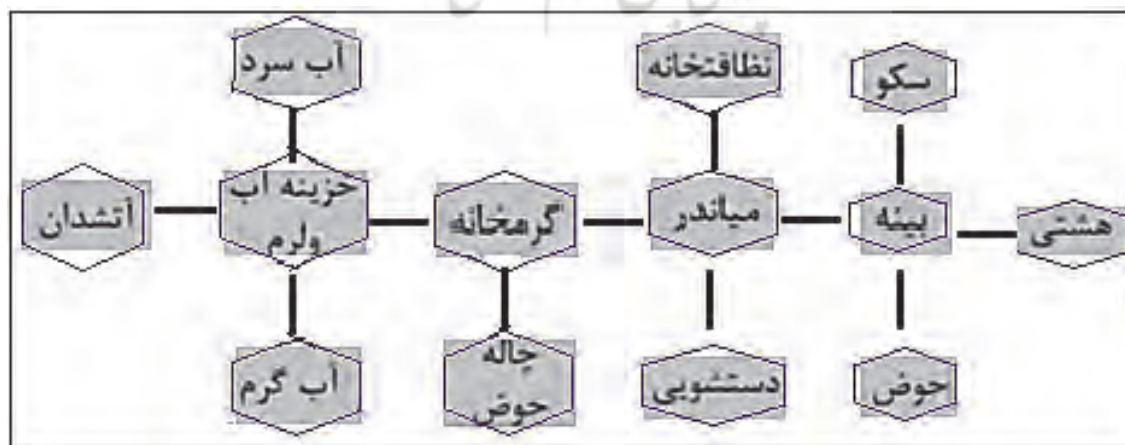 آب سرد
نظافتخانه
سکو
آتشدان
حزینه آب
ولرم
گرمخانه
میاندر
بینه
هشتی
آب گرم
چاله
حوض
دستشویی
حوض